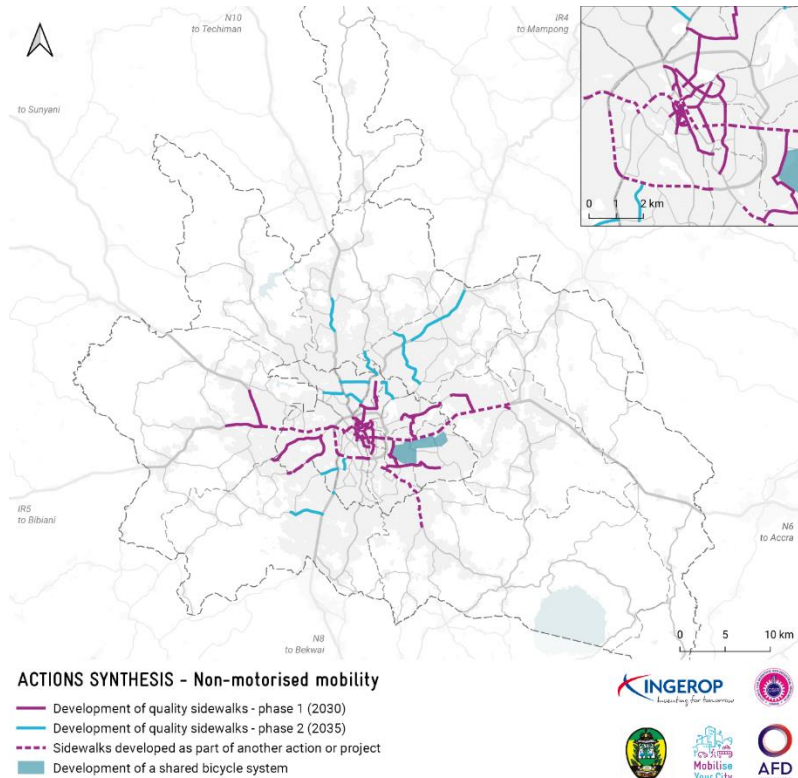 N10
to Techiman
IR4
to Mampong
to Sunyani
0 1 2 km
IR5
to Bibiani
N6
to Accra
N8
to Bekwai
0 5 10 km
ACTIONS SYNTHESIS - Non-motorised mobility
Development of quality sidewalks - phase 1 (2030)
Development of quality sidewalks - phase 2 (2035)
Sidewalks developed as part of another action or project
Development of a shared bicycle system
INGEROP
Inventing for tomorrow
Mobilise
Your City
AFD